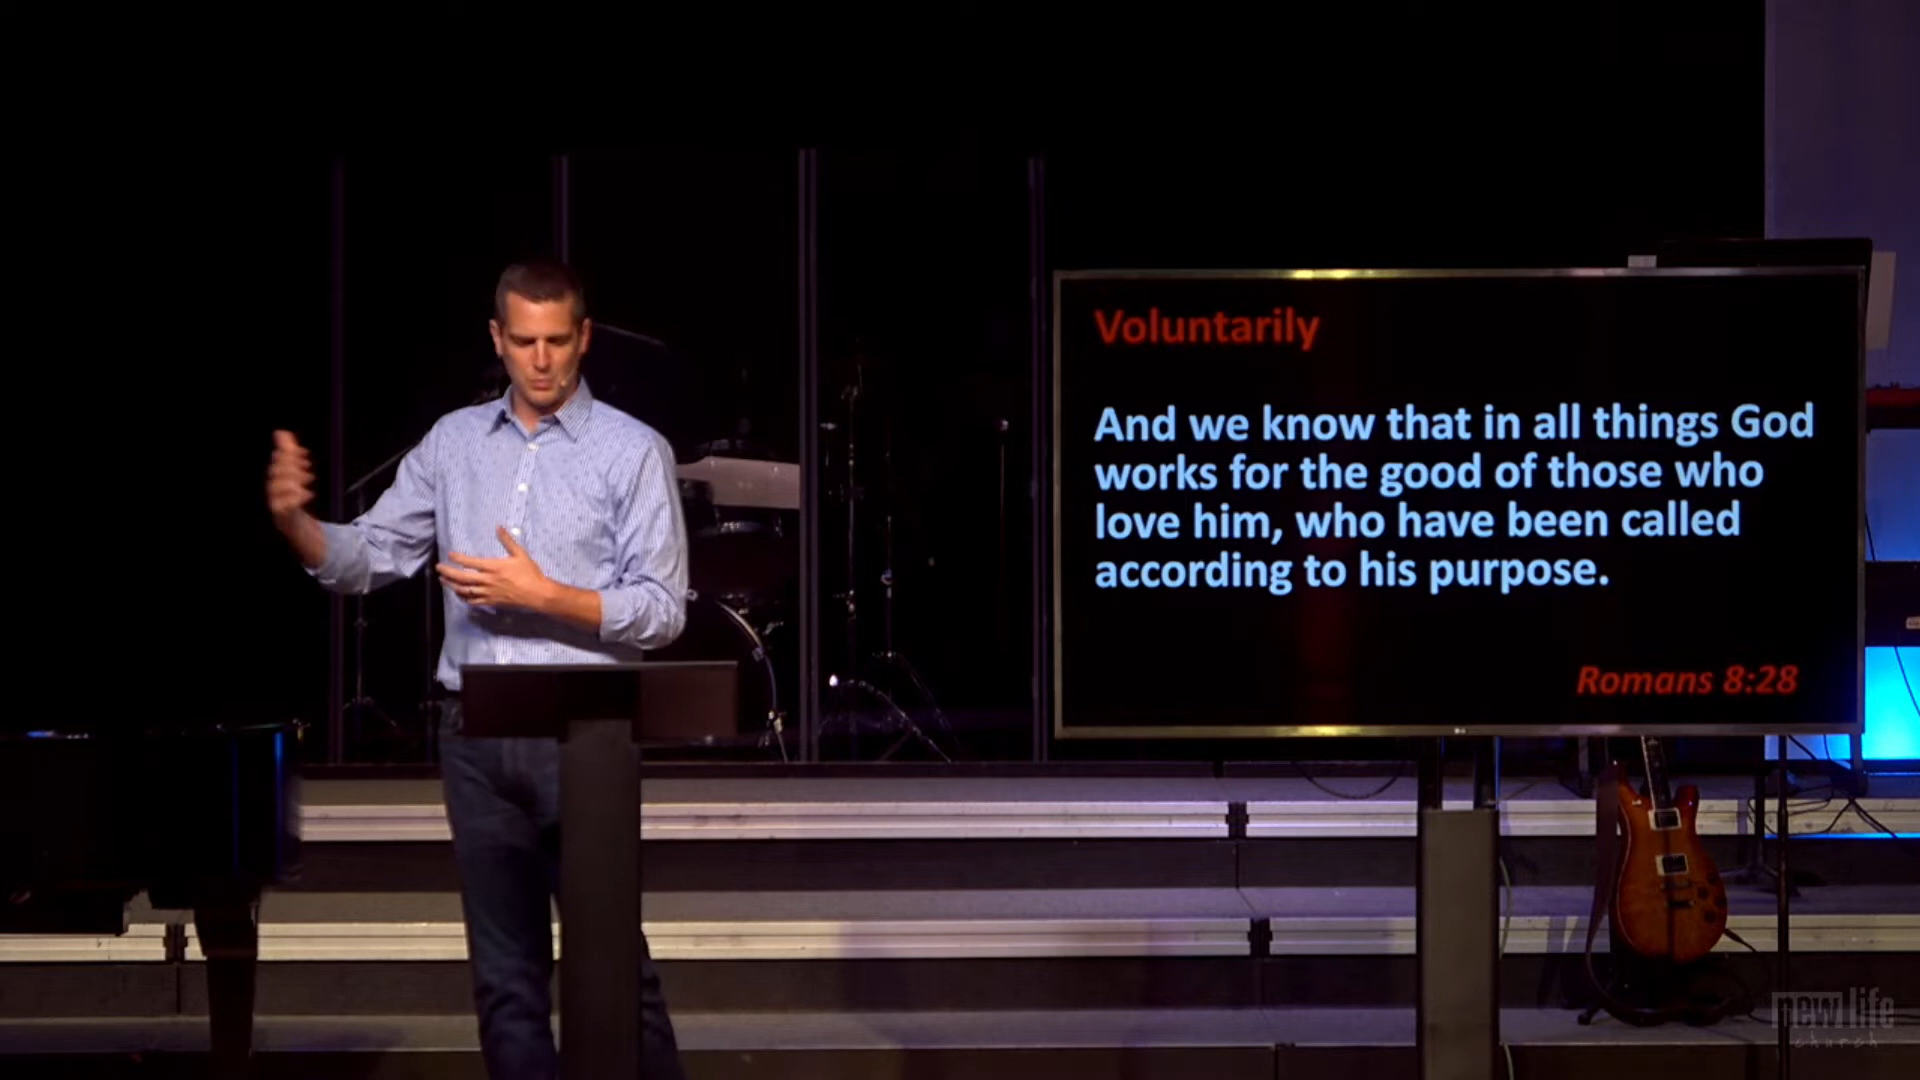 Voluntarily
And we know that in all things God
works for the good of those who
love him, who have been called
according to his purpose.
Romans 8:28
new life
church